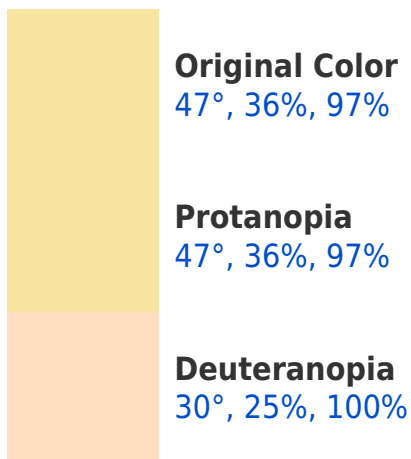 Original Color
47°, 36%, 97%
Protanopia
47°, 36%, 97%
Deuteranopia
30°, 25%, 100%